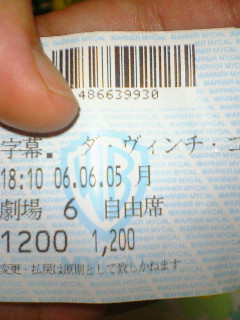 WARNER MYCAL
486639930
字幕. ダ・ヴィンチ・コ
18:10 06.06.05 月
劇場 6 自由席
1200 1,200
変更・払戻は原則として致しかねます